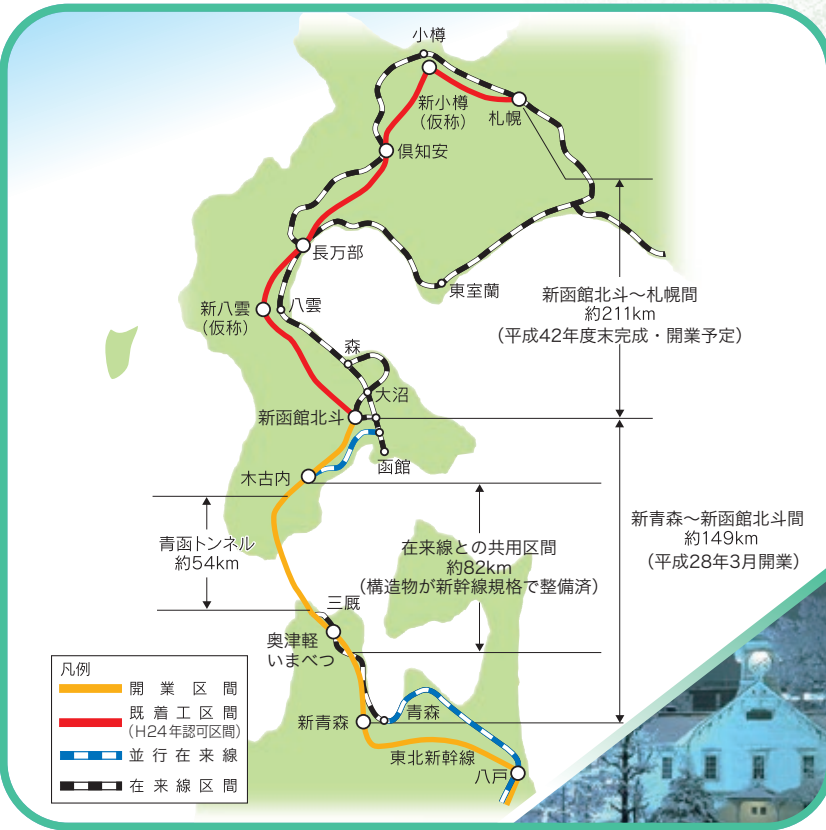 小樽
新小樽
（仮称）
札幌
倶知安
長万部
東室蘭
新函館北斗～札幌間
約211km
（平成42年度末完成・開業予定）
新八雲
（仮称）
八雲
森
大沼
新函館北斗
函館
木古内
新青森～新函館北斗間
約149km
（平成28年3月開業）
青函トンネル
約54km
在来線との共用区間
約82km
（構造物が新幹線規格で整備済）
三厩
奥津軽
いまべつ
新青森
青森
東北新幹線
八戸
凡例
開業区間
既着工区間
（H24年認可区間）
並行在来線
在来線区間